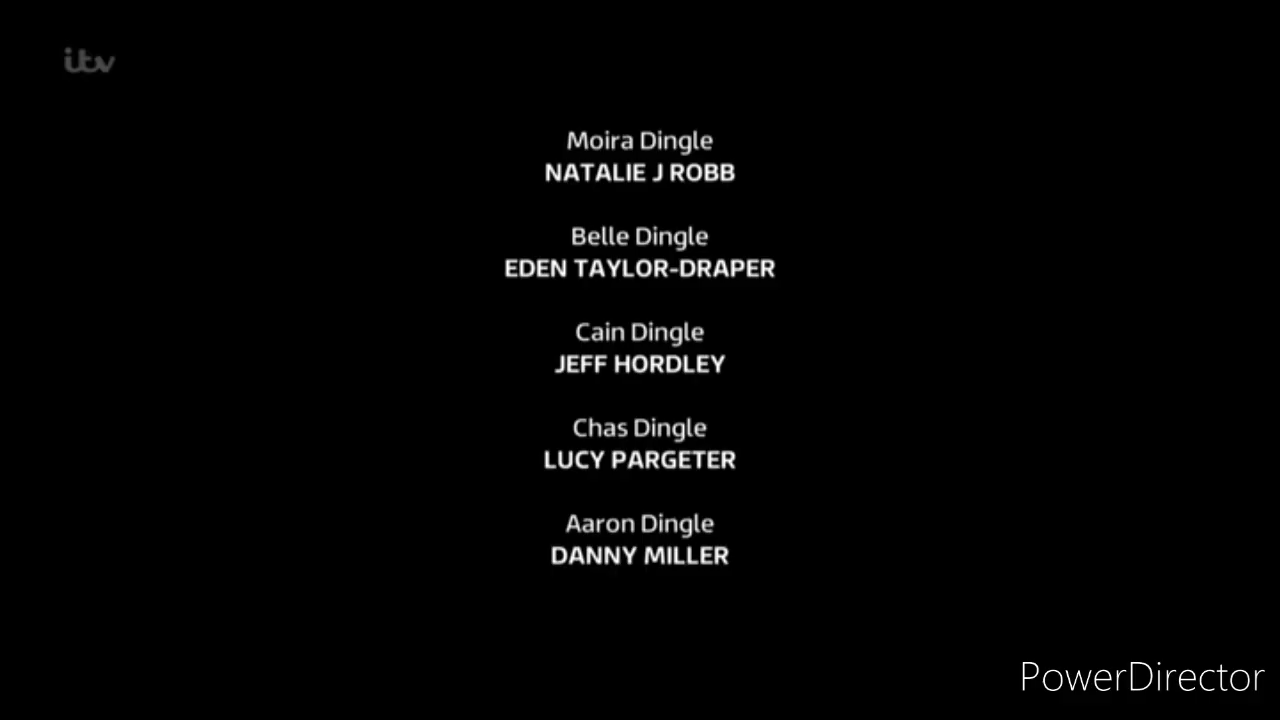 itv
Moira Dingle
NATALIE J ROBB
Belle Dingle
EDEN TAYLOR-DRAPER
Cain Dingle
JEFF HORDLEY
Chas Dingle
LUCY PARGETER
Aaron Dingle
DANNY MILLER
PowerDirector